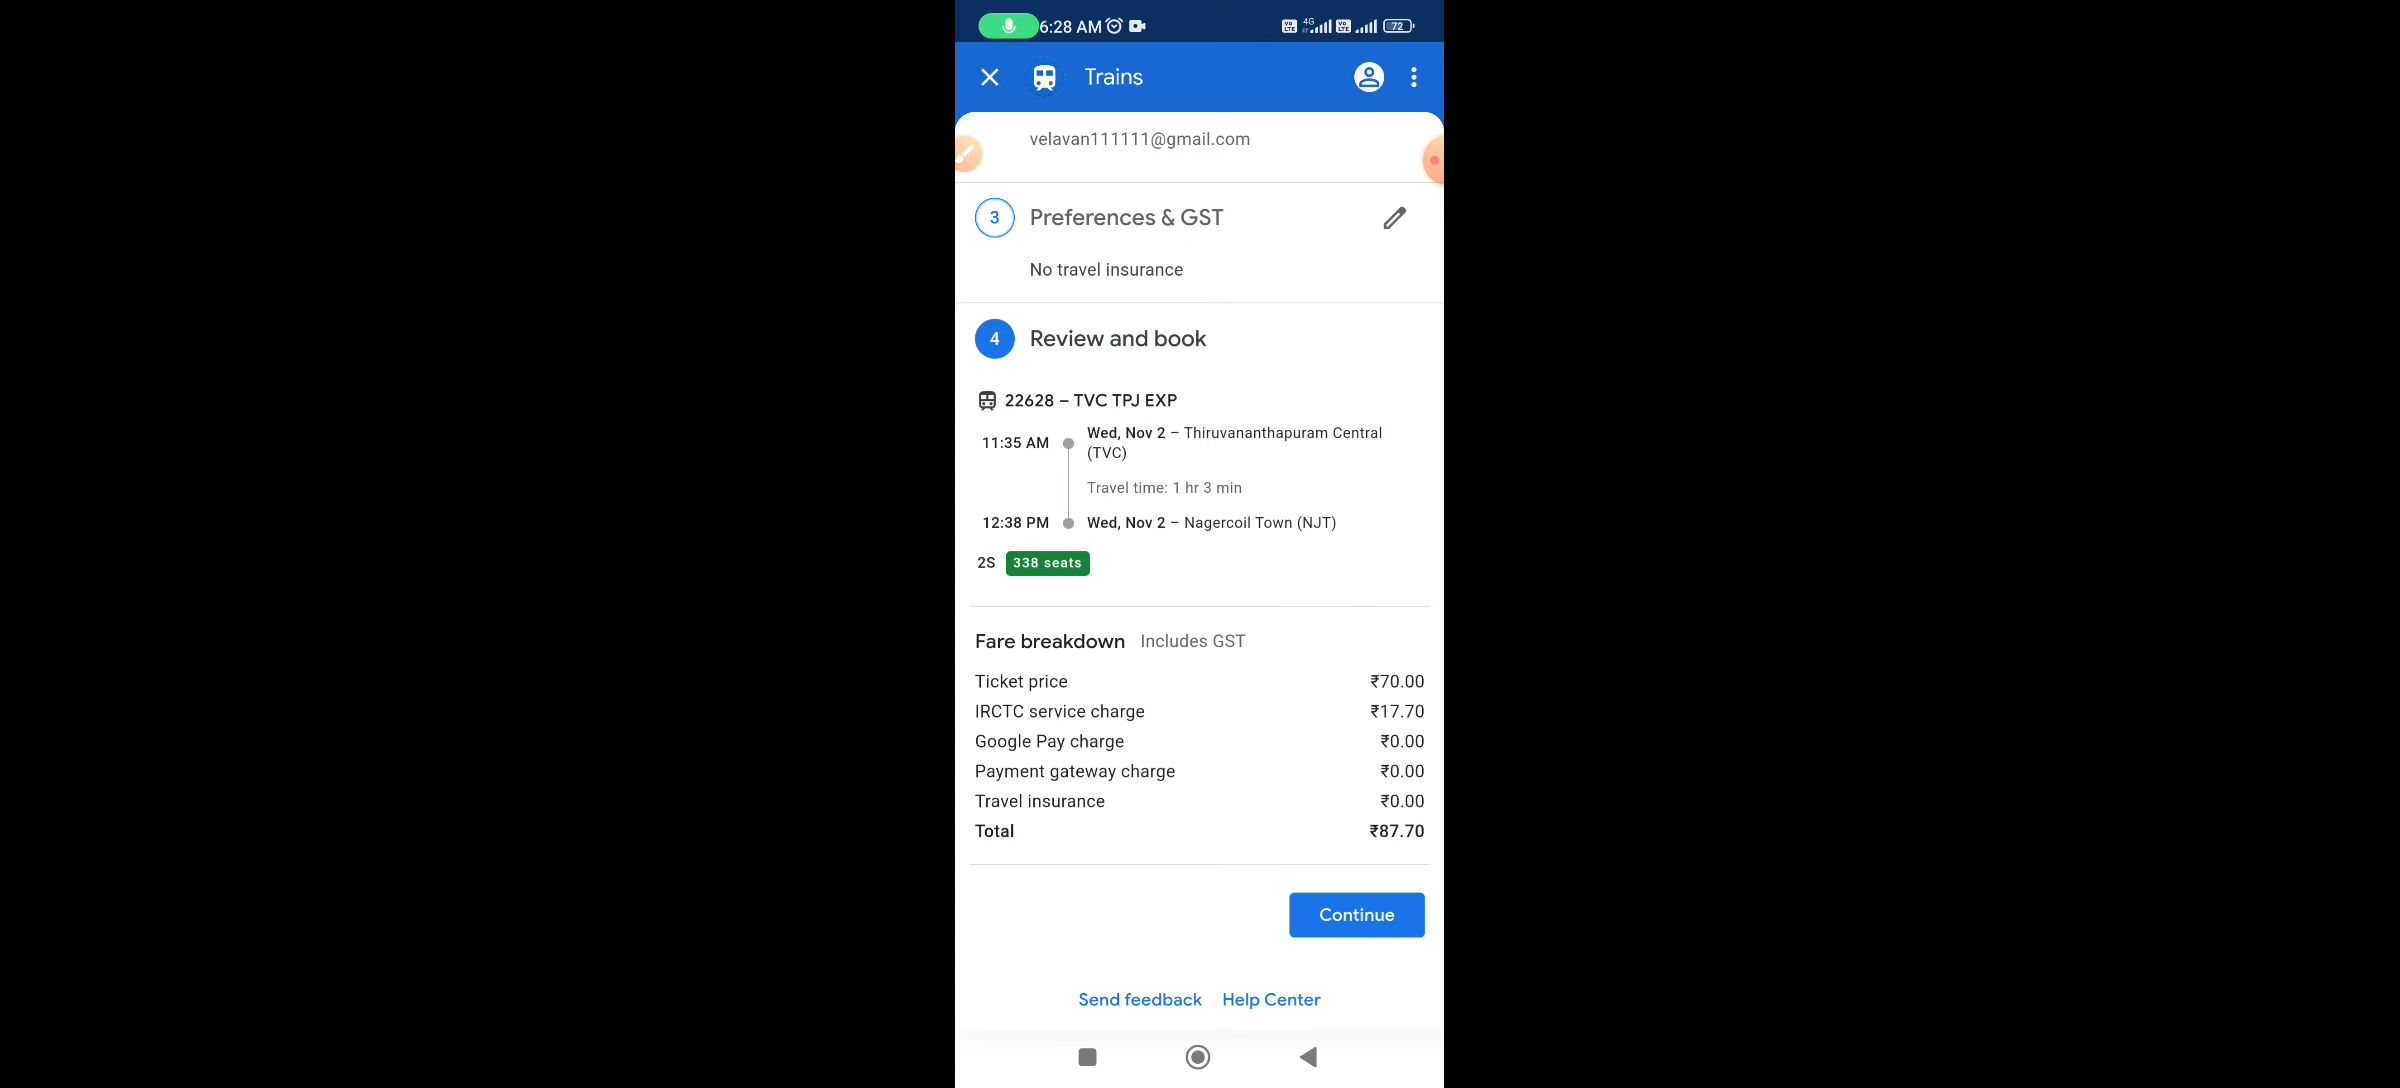 6:28 AM 4G 72
Trains
velavan111111@gmail.com
3 Preferences & GST
No travel insurance
4 Review and book
22628 – TVC TPJ EXP
11:35 AM Wed, Nov 2 – Thiruvananthapuram Central
(TVC)
Travel time: 1 hr 3 min
12:38 PM Wed, Nov 2 – Nagercoil Town (NJT)
2S 338 seats
Fare breakdown Includes GST
Ticket price ₹70.00
IRCTC service charge ₹17.70
Google Pay charge ₹0.00
Payment gateway charge ₹0.00
Travel insurance ₹0.00
Total ₹87.70
Continue
Send feedback Help Center